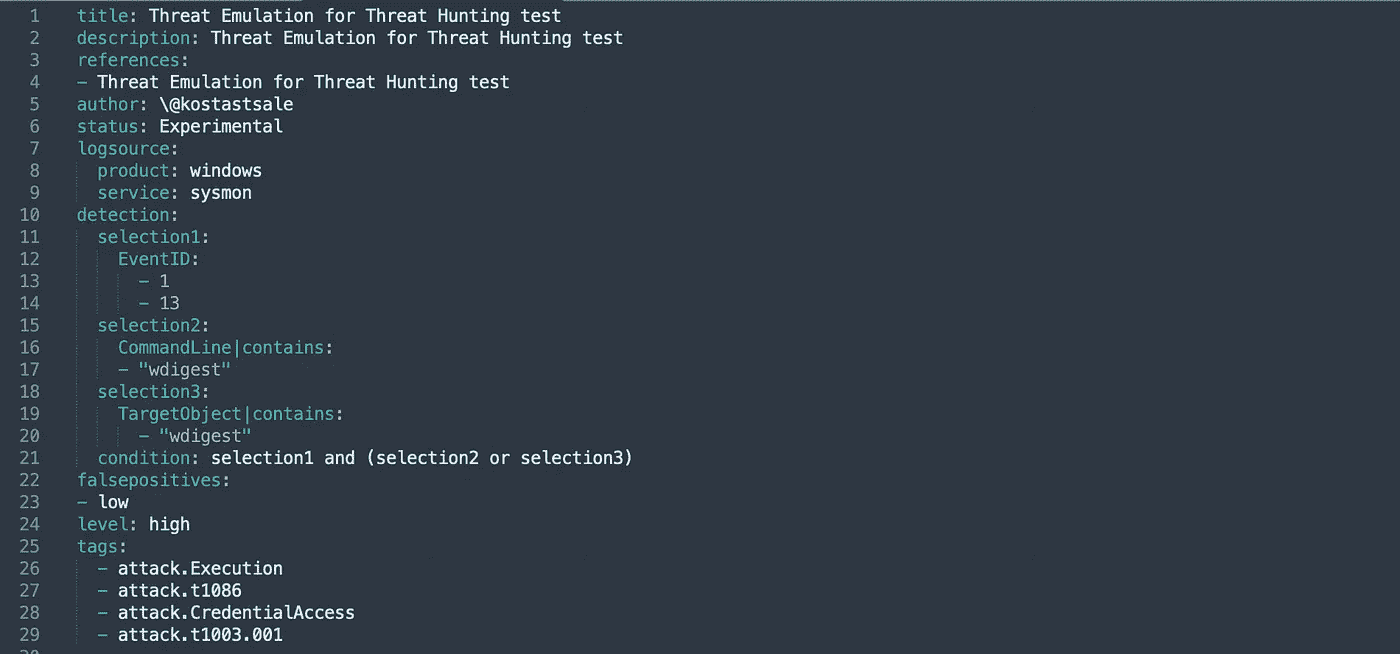 1 title: Threat Emulation for Threat Hunting test
2 description: Threat Emulation for Threat Hunting test
3 references:
4 - Threat Emulation for Threat Hunting test
5 author: \@kostastsale
6 status: Experimental
7 logsource:
8   product: windows
9   service: sysmon
10 detection:
11   selection1:
12     EventID:
13       - 1
14       - 13
15   selection2:
16     CommandLine|contains:
17     - "wdigest"
18   selection3:
19     TargetObject|contains:
20       - "wdigest"
21   condition: selection1 and (selection2 or selection3)
22 falsepositives:
23 - low
24 level: high
25 tags:
26   - attack.Execution
27   - attack.t1086
28   - attack.CredentialAccess
29   - attack.t1003.001